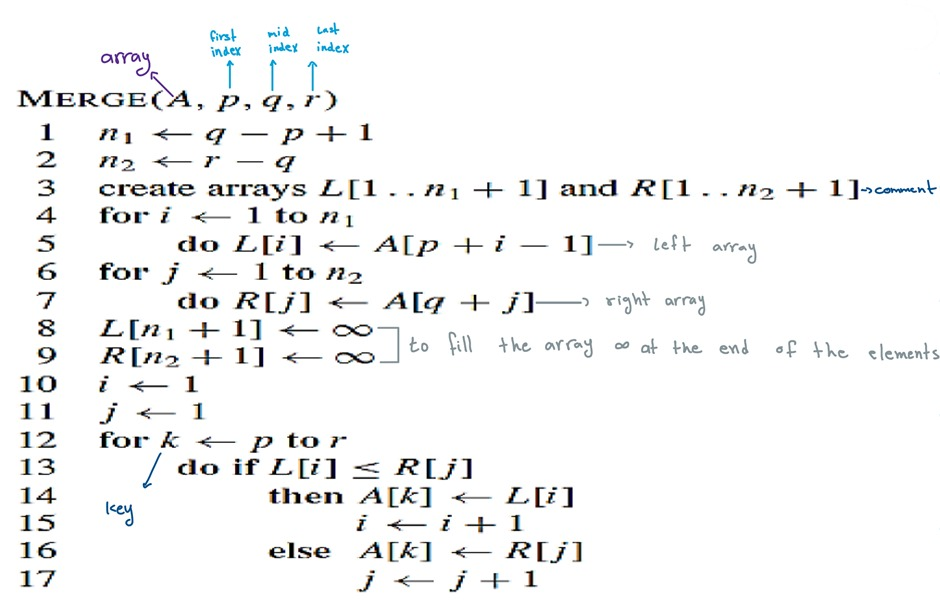 first mid last
index index index
array
MERGE(A, p, q, r)
1 n₁ ← q − p + 1
2 n₂ ← r − q
3 create arrays L[1 . . n₁ + 1] and R[1 . . n₂ + 1] → comment
4 for i ← 1 to n₁
5 do L[i] ← A[p + i − 1] → left array
6 for j ← 1 to n₂
7 do R[j] ← A[q + j] → right array
8 L[n₁ + 1] ← ∞
to fill the array ∞ at the end of the elements
9 R[n₂ + 1] ← ∞
10 i ← 1
11 j ← 1
12 for k ← p to r
13 do if L[i] ≤ R[j]
14 then A[k] ← L[i]
key
15 i ← i + 1
16 else A[k] ← R[j]
17 j ← j + 1